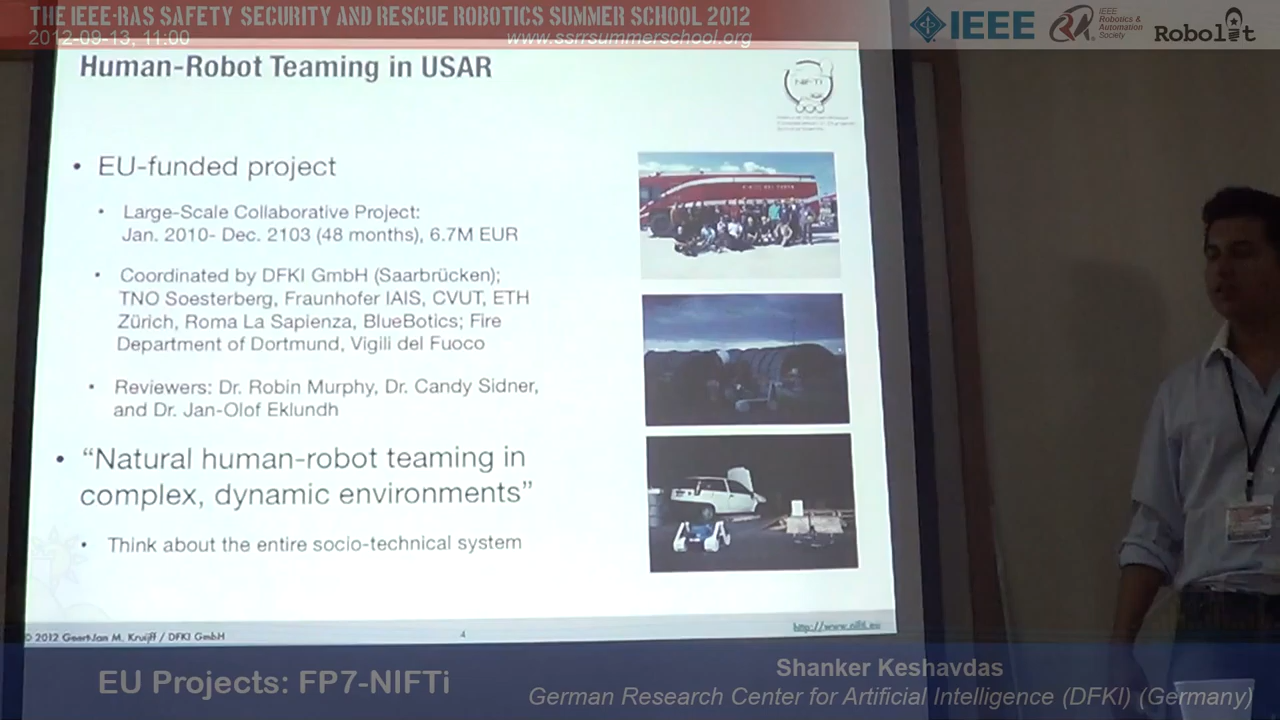 THE IEEE-RAS SAFETY SECURITY AND RESCUE ROBOTICS SUMMER SCHOOL 2012
2012-09-13, 11:00
www.ssrrsummerschool.org
IEEE
IEEE
Robotics &
Automation
Society
Robolit
Human-Robot Teaming in USAR
NIFTi
• EU-funded project
• Large-Scale Collaborative Project:
Jan. 2010- Dec. 2103 (48 months), 6.7M EUR
• Coordinated by DFKI GmbH (Saarbrücken);
TNO Soesterberg, Fraunhofer IAIS, CVUT, ETH
Zürich, Roma La Sapienza, BlueBotics; Fire
Department of Dortmund, Vigili del Fuoco
• Reviewers: Dr. Robin Murphy, Dr. Candy Sidner,
and Dr. Jan-Olof Eklundh
• “Natural human-robot teaming in
complex, dynamic environments”
• Think about the entire socio-technical system
© 2012 Geert-Jan M. Kruijff / DFKI GmbH
4
http://www.nifti.eu
EU Projects: FP7-NIFTi
Shanker Keshavdas
German Research Center for Artificial Intelligence (DFKI) (Germany)